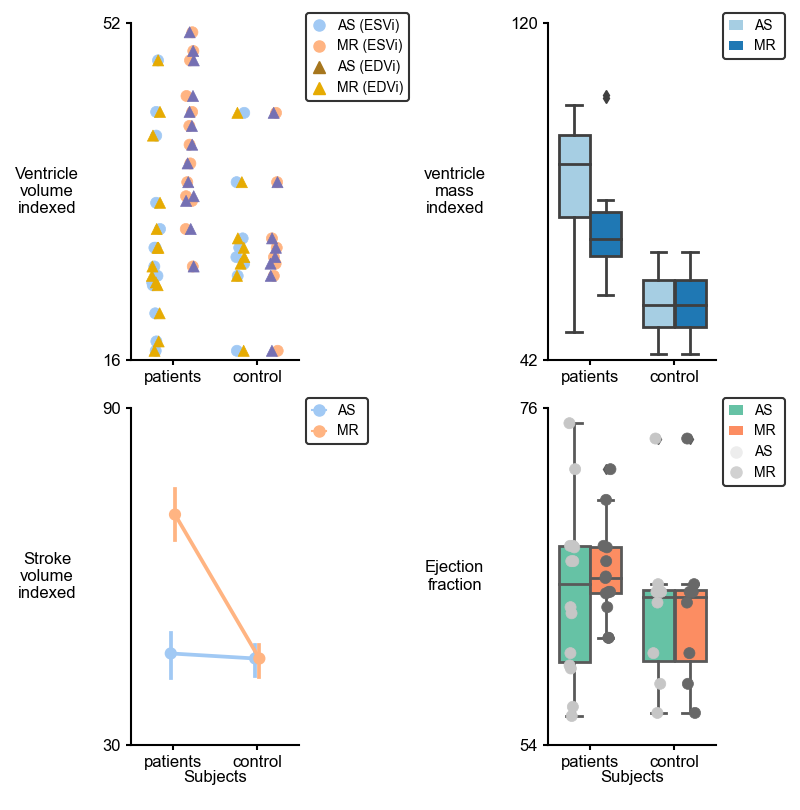 52
AS (ESVi)
MR (ESVi)
AS (EDVi)
MR (EDVi)
Ventricle
volume
indexed
16
patients
control
120
AS
MR
ventricle
mass
indexed
42
patients
control
90
AS
MR
Stroke
volume
indexed
30
patients
control
Subjects
76
AS
MR
AS
MR
Ejection
fraction
54
patients
control
Subjects